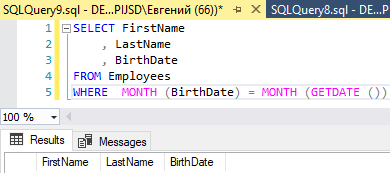 SQLQuery9.sql - DE...PIJSD\Евгений (66))* SQLQuery8.sql - DE...P
1 SELECT FirstName
2 , LastName
3 , BirthDate
4 FROM Employees
5 WHERE MONTH (BirthDate) = MONTH (GETDATE ())
100 %
Results Messages
FirstName LastName BirthDate